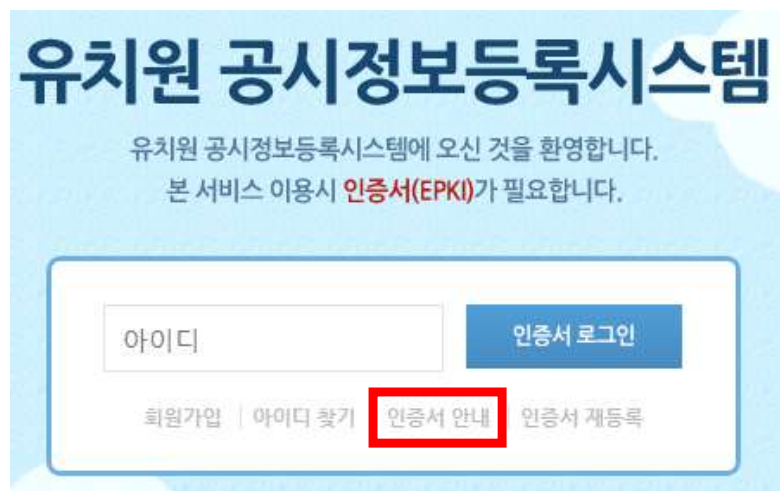 유치원 공시정보등록시스템
유치원 공시정보등록시스템에 오신 것을 환영합니다.
본 서비스 이용시 인증서(EPKI)가 필요합니다.
아이디 인증서 로그인
회원가입 | 아이디 찾기 | 인증서 안내 | 인증서 재등록